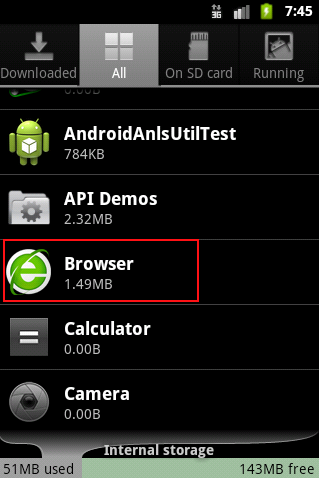 7:45
Downloaded
All
On SD card
Running
0.00B
AndroidAnlsUtilTest
784KB
API Demos
2.32MB
Browser
1.49MB
Calculator
0.00B
Camera
0.00B
Internal storage
51MB used
143MB free